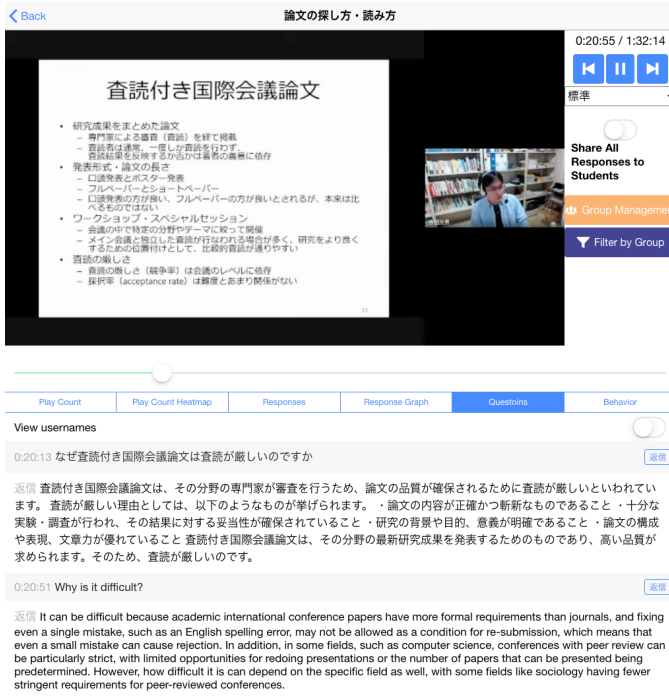 Back
論文の探し方・読み方
0:20:55 / 1:32:14
標準
Share All
Responses to
Students
Group Managemen
Filter by Group
査読付き国際会議論文
• 研究成果をまとめた論文
– 専門家による審査（査読）を経て掲載
– 査読者は通常、一度しか査読を行わず、
査読結果を反映するか否かは著者の善意に依存
• 発表形式・論文の長さ
– 口頭発表とポスター発表
– フルペーパーとショートペーパー
– 口頭発表の方が良い、フルペーパーの方が良いとされるが、本来は比
べるものではない
• ワークショップ・スペシャルセッション
– 会議の中で特定の分野やテーマに絞って開催
– メイン会議と独立した査読が行なわれる場合が多く、研究をより良く
するための位置付けとして、比較的査読が通りやすい
• 査読の厳しさ
– 査読の厳しさ（競争率）は会議のレベルに依存
– 採択率（acceptance rate）は難度とあまり関係がない
12
Play Count
Play Count Heatmap
Responses
Response Graph
Questoins
Behavior
View usernames
0:20:13 なぜ査読付き国際会議論文は査読が厳しいのですか
返信
返信 査読付き国際会議論文は、その分野の専門家が審査を行うため、論文の品質が確保されるために査読が厳しいといわれてい
ます。 査読が厳しい理由としては、以下のようなものが挙げられます。 ・論文の内容が正確かつ斬新なものであること ・十分な
実験・調査が行われ、その結果に対する妥当性が確保されていること ・研究の背景や目的、意義が明確であること ・論文の構成
や表現、文章力が優れていること 査読付き国際会議論文は、その分野の最新研究成果を発表するためのものであり、高い品質が
求められます。そのため、査読が厳しいのです。
0:20:51 Why is it difficult?
返信
返信 It can be difficult because academic international conference papers have more formal requirements than journals, and fixing
even a single mistake, such as an English spelling error, may not be allowed as a condition for re-submission, which means that
even a small mistake can cause rejection. In addition, in some fields, such as computer science, conferences with peer review can
be particularly strict, with limited opportunities for redoing presentations or the number of papers that can be presented being
predetermined. However, how difficult it is can depend on the specific field as well, with some fields like sociology having fewer
stringent requirements for peer-reviewed conferences.